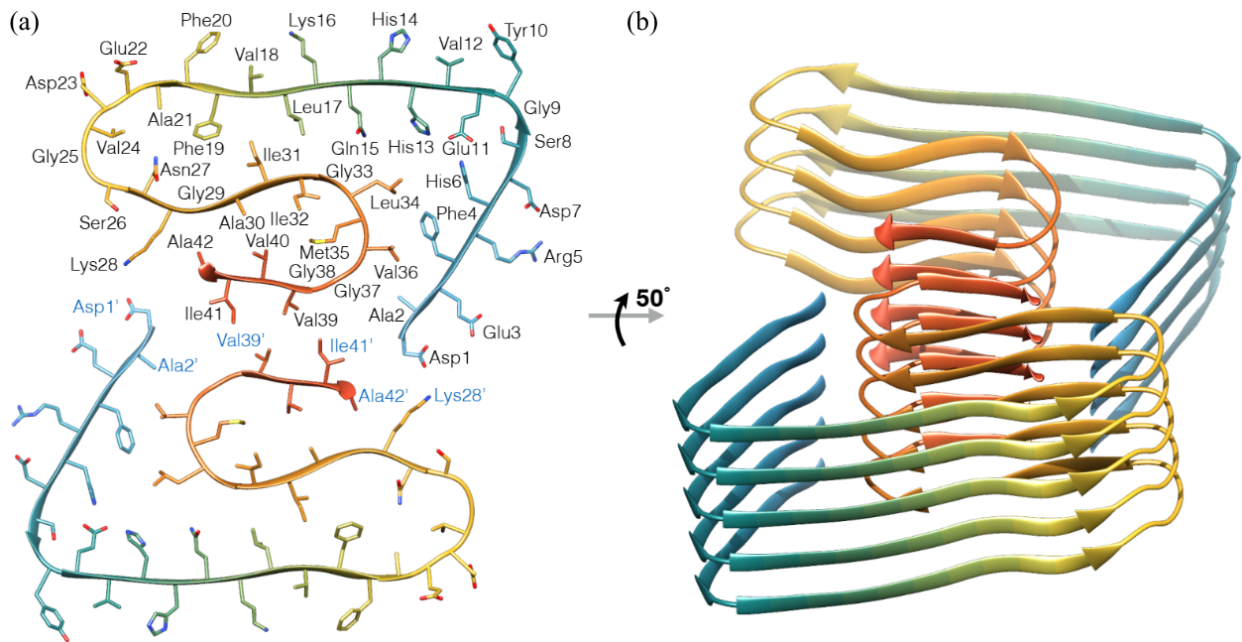 (a)
(b)
Phe20
Lys16
His14
Tyr10
Glu22
Val18
Val12
Asp23
Gly9
Ala21
Leu17
Ser8
Val24
Phe19
Gln15
His13
Glu11
Gly25
Asn27
Ile31
Gly33
His6
Gly29
Leu34
Asp7
Ser26
Ala30
Ile32
Phe4
Ala42
Val40
Met35
Arg5
Lys28
Gly38
Val36
Gly37
Asp1'
Ile41
Val39
Ala2
Glu3
50°
Val39'
Ile41'
Asp1
Ala2'
Ala42'
Lys28'